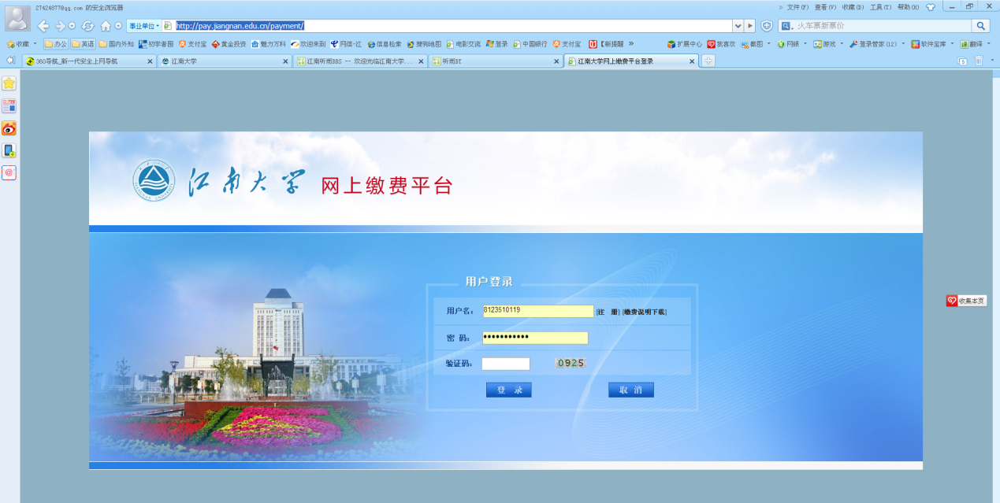 27424877@qq.com 的安全浏览器
» 文件(F) 查看(V) 收藏(B) 工具(T) 帮助(H)
事业单位 http://pay.jiangnan.edu.cn/payment/ 火车票新票价
收藏 办公 英语 国内外知 初学者园 支付宝 黄金投资 魅力万科 欢迎来到 网信-江 信息检索 搜狗地图 电影交流 登录 中国银行 支付宝 【新提醒 » 扩展中心 我喜欢 截图 网银 游戏 登录管家(12) 软件宝库 翻译
360导航_新一代安全上网导航 江南大学 江南听雨BBS -- 欢迎光临江南大学... 听雨BT 江南大学网上缴费平台登录 5
江南大学 网上缴费平台
JIANGNAN UNIVERSITY
用户登录
收集本页
用户名: 8123510119 [注 册] [缴费说明下载]
密 码: •••••••••••
验证码: 0925
登 录 取 消